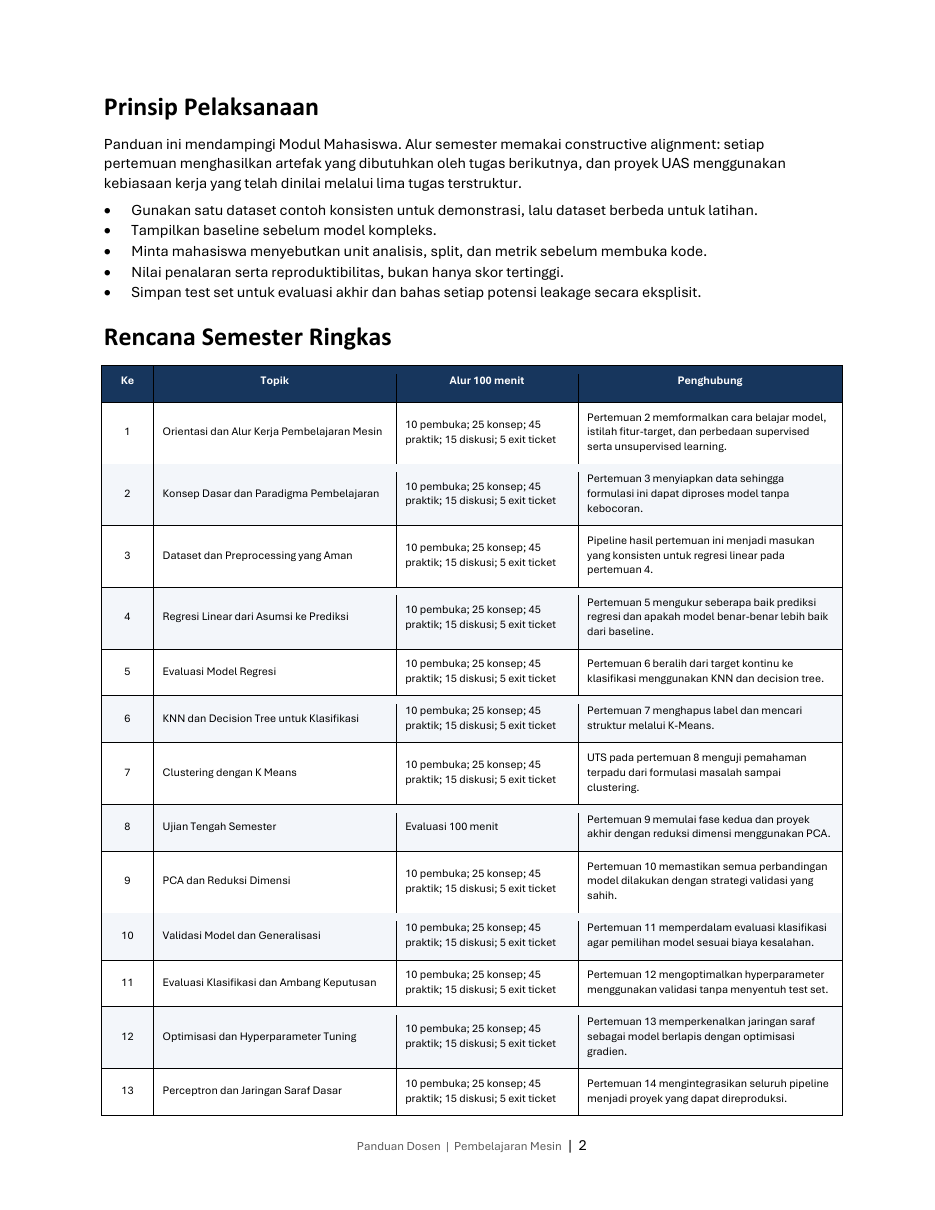 Prinsip Pelaksanaan
Panduan ini mendampingi Modul Mahasiswa. Alur semester memakai constructive alignment: setiap
pertemuan menghasilkan artefak yang dibutuhkan oleh tugas berikutnya, dan proyek UAS menggunakan
kebiasaan kerja yang telah dinilai melalui lima tugas terstruktur.
• Gunakan satu dataset contoh konsisten untuk demonstrasi, lalu dataset berbeda untuk latihan.
• Tampilkan baseline sebelum model kompleks.
• Minta mahasiswa menyebutkan unit analisis, split, dan metrik sebelum membuka kode.
• Nilai penalaran serta reproduktibilitas, bukan hanya skor tertinggi.
• Simpan test set untuk evaluasi akhir dan bahas setiap potensi leakage secara eksplisit.
Rencana Semester Ringkas
Ke Topik Alur 100 menit Penghubung
1 Orientasi dan Alur Kerja Pembelajaran Mesin
10 pembuka; 25 konsep; 45
praktik; 15 diskusi; 5 exit ticket
Pertemuan 2 memformalkan cara belajar model,
istilah fitur-target, dan perbedaan supervised
serta unsupervised learning.
2 Konsep Dasar dan Paradigma Pembelajaran
10 pembuka; 25 konsep; 45
praktik; 15 diskusi; 5 exit ticket
Pertemuan 3 menyiapkan data sehingga
formulasi ini dapat diproses model tanpa
kebocoran.
3 Dataset dan Preprocessing yang Aman
10 pembuka; 25 konsep; 45
praktik; 15 diskusi; 5 exit ticket
Pipeline hasil pertemuan ini menjadi masukan
yang konsisten untuk regresi linear pada
pertemuan 4.
4 Regresi Linear dari Asumsi ke Prediksi
10 pembuka; 25 konsep; 45
praktik; 15 diskusi; 5 exit ticket
Pertemuan 5 mengukur seberapa baik prediksi
regresi dan apakah model benar-benar lebih baik
dari baseline.
5 Evaluasi Model Regresi
10 pembuka; 25 konsep; 45
praktik; 15 diskusi; 5 exit ticket
Pertemuan 6 beralih dari target kontinu ke
klasifikasi menggunakan KNN dan decision tree.
6 KNN dan Decision Tree untuk Klasifikasi
10 pembuka; 25 konsep; 45
praktik; 15 diskusi; 5 exit ticket
Pertemuan 7 menghapus label dan mencari
struktur melalui K-Means.
7 Clustering dengan K Means
10 pembuka; 25 konsep; 45
praktik; 15 diskusi; 5 exit ticket
UTS pada pertemuan 8 menguji pemahaman
terpadu dari formulasi masalah sampai
clustering.
8 Ujian Tengah Semester
Evaluasi 100 menit
Pertemuan 9 memulai fase kedua dan proyek
akhir dengan reduksi dimensi menggunakan PCA.
9 PCA dan Reduksi Dimensi
10 pembuka; 25 konsep; 45
praktik; 15 diskusi; 5 exit ticket
Pertemuan 10 memastikan semua perbandingan
model dilakukan dengan strategi validasi yang
sahih.
10 Validasi Model dan Generalisasi
10 pembuka; 25 konsep; 45
praktik; 15 diskusi; 5 exit ticket
Pertemuan 11 memperdalam evaluasi klasifikasi
agar pemilihan model sesuai biaya kesalahan.
11 Evaluasi Klasifikasi dan Ambang Keputusan
10 pembuka; 25 konsep; 45
praktik; 15 diskusi; 5 exit ticket
Pertemuan 12 mengoptimalkan hyperparameter
menggunakan validasi tanpa menyentuh test set.
12 Optimisasi dan Hyperparameter Tuning
10 pembuka; 25 konsep; 45
praktik; 15 diskusi; 5 exit ticket
Pertemuan 13 memperkenalkan jaringan saraf
sebagai model berlapis dengan optimisasi
gradien.
13 Perceptron dan Jaringan Saraf Dasar
10 pembuka; 25 konsep; 45
praktik; 15 diskusi; 5 exit ticket
Pertemuan 14 mengintegrasikan seluruh pipeline
menjadi proyek yang dapat direproduksi.
Panduan Dosen | Pembelajaran Mesin | 2